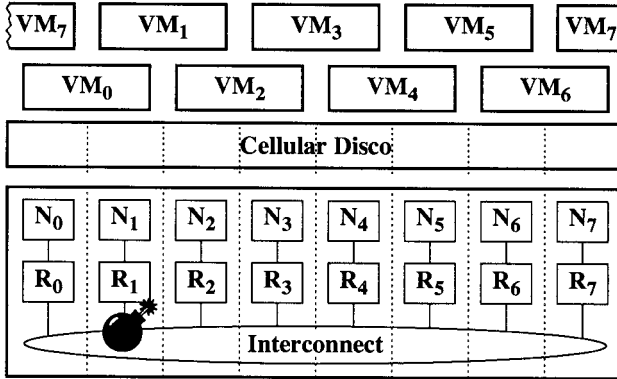 VM7 VM1 VM3 VM5 VM7
VM0 VM2 VM4 VM6
Cellular Disco
N0 N1 N2 N3 N4 N5 N6 N7
R0 R1 R2 R3 R4 R5 R6 R7
Interconnect